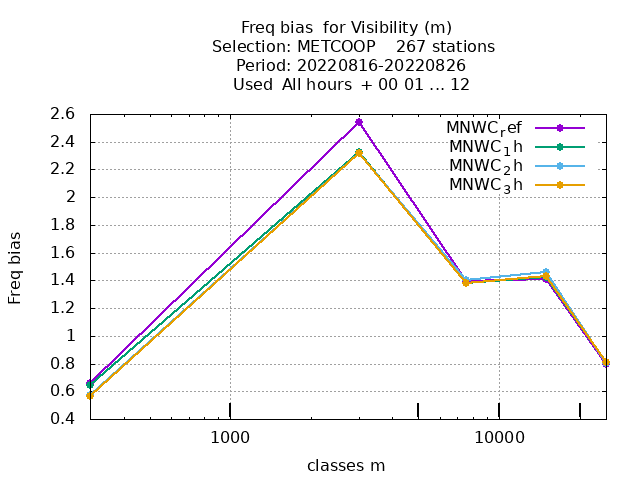 Freq bias  for Visibility (m)
Selection: METCOOP    267 stations
Period: 20220816-20220826
Used  All hours  + 00 01 ... 12
2.6
2.4
2.2
2
1.8
1.6
1.4
1.2
1
0.8
0.6
0.4
Freq bias
MNWC_ref
MNWC_1h
MNWC_2h
MNWC_3h
1000
10000
classes m